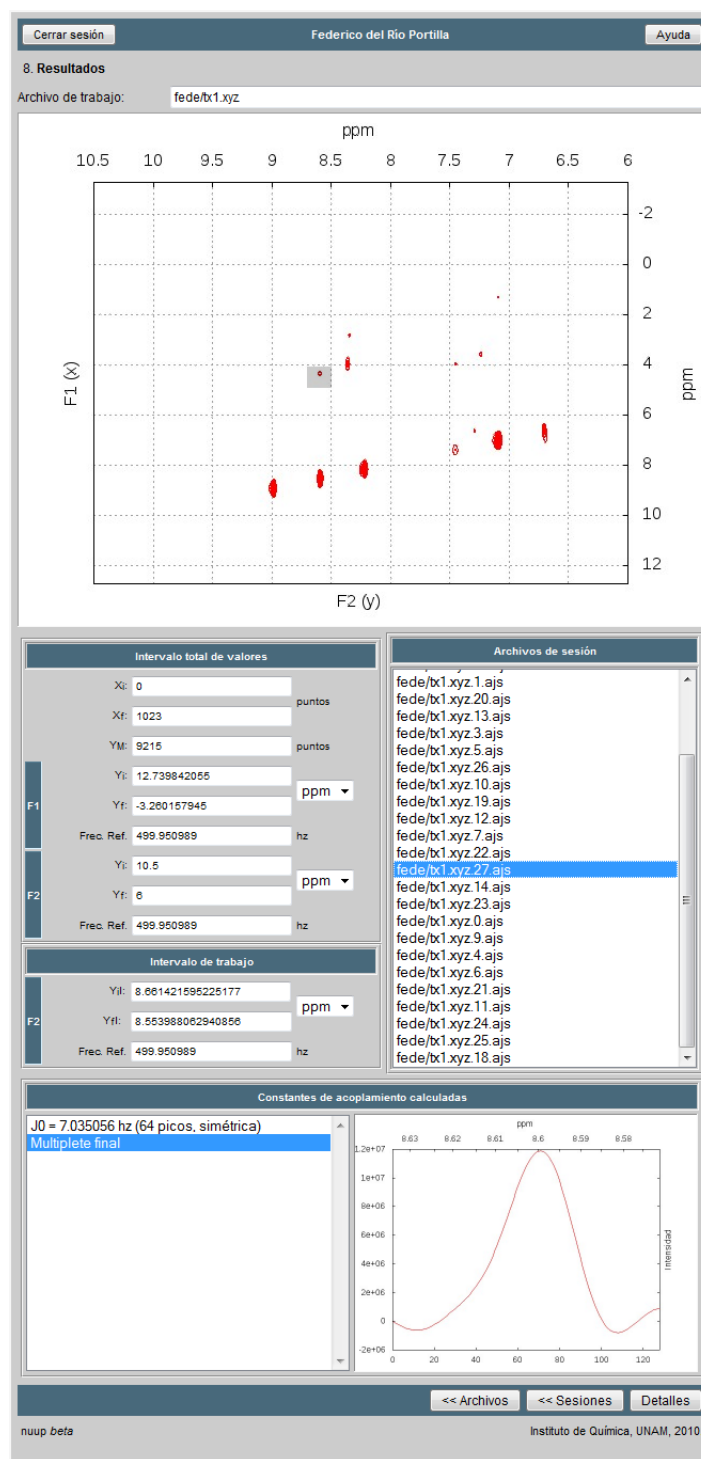 Cerrar sesión Federico del Río Portilla Ayuda
8. Resultados
Archivo de trabajo: fede/tx1.xyz
ppm
10.5 10 9.5 9 8.5 8 7.5 7 6.5 6
-2
0
2
4
6
8
10
12
F1 (x)
ppm
F2 (y)
Intervalo total de valores
Xi: 0
puntos
Xf: 1023
YM: 9215 puntos
F1
Yi: 12.739842055
ppm
Yf: -3.260157945
Frec. Ref. 499.950989 hz
F2
Yi: 10.5
ppm
Yf: 6
Frec. Ref. 499.950989 hz
Intervalo de trabajo
F2
YiI: 8.661421595225177
ppm
YfI: 8.553988062940856
Frec. Ref. 499.950989 hz
Archivos de sesión
fede/tx1.xyz.1.ajs
fede/tx1.xyz.20.ajs
fede/tx1.xyz.13.ajs
fede/tx1.xyz.3.ajs
fede/tx1.xyz.5.ajs
fede/tx1.xyz.26.ajs
fede/tx1.xyz.10.ajs
fede/tx1.xyz.19.ajs
fede/tx1.xyz.12.ajs
fede/tx1.xyz.7.ajs
fede/tx1.xyz.22.ajs
fede/tx1.xyz.27.ajs
fede/tx1.xyz.14.ajs
fede/tx1.xyz.23.ajs
fede/tx1.xyz.0.ajs
fede/tx1.xyz.9.ajs
fede/tx1.xyz.4.ajs
fede/tx1.xyz.6.ajs
fede/tx1.xyz.21.ajs
fede/tx1.xyz.11.ajs
fede/tx1.xyz.24.ajs
fede/tx1.xyz.25.ajs
fede/tx1.xyz.18.ajs
Constantes de acoplamiento calculadas
J0 = 7.035056 hz (64 picos, simétrica)
Multiplete final
ppm
8.63 8.62 8.61 8.6 8.59 8.58
1.2e+07
1e+07
8e+06
6e+06
4e+06
2e+06
0
-2e+06
0 20 40 60 80 100 120
intensidad
<< Archivos << Sesiones Detalles
nuup beta Instituto de Química, UNAM, 2010